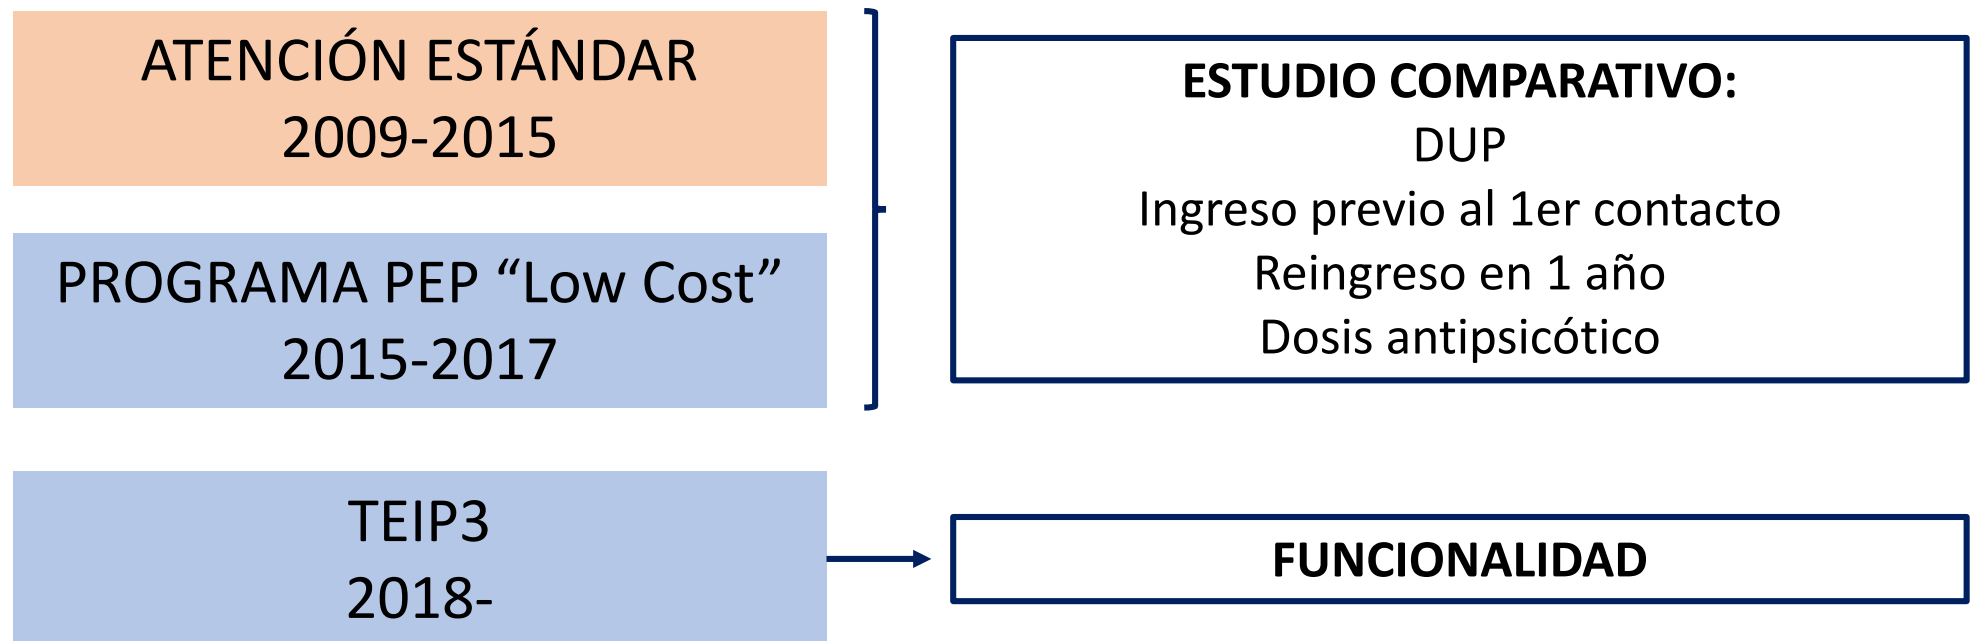 ATENCIÓN ESTÁNDAR
2009-2015
PROGRAMA PEP “Low Cost”
2015-2017
TEIP3
2018-
ESTUDIO COMPARATIVO:
DUP
Ingreso previo al 1er contacto
Reingreso en 1 año
Dosis antipsicótico
FUNCIONALIDAD